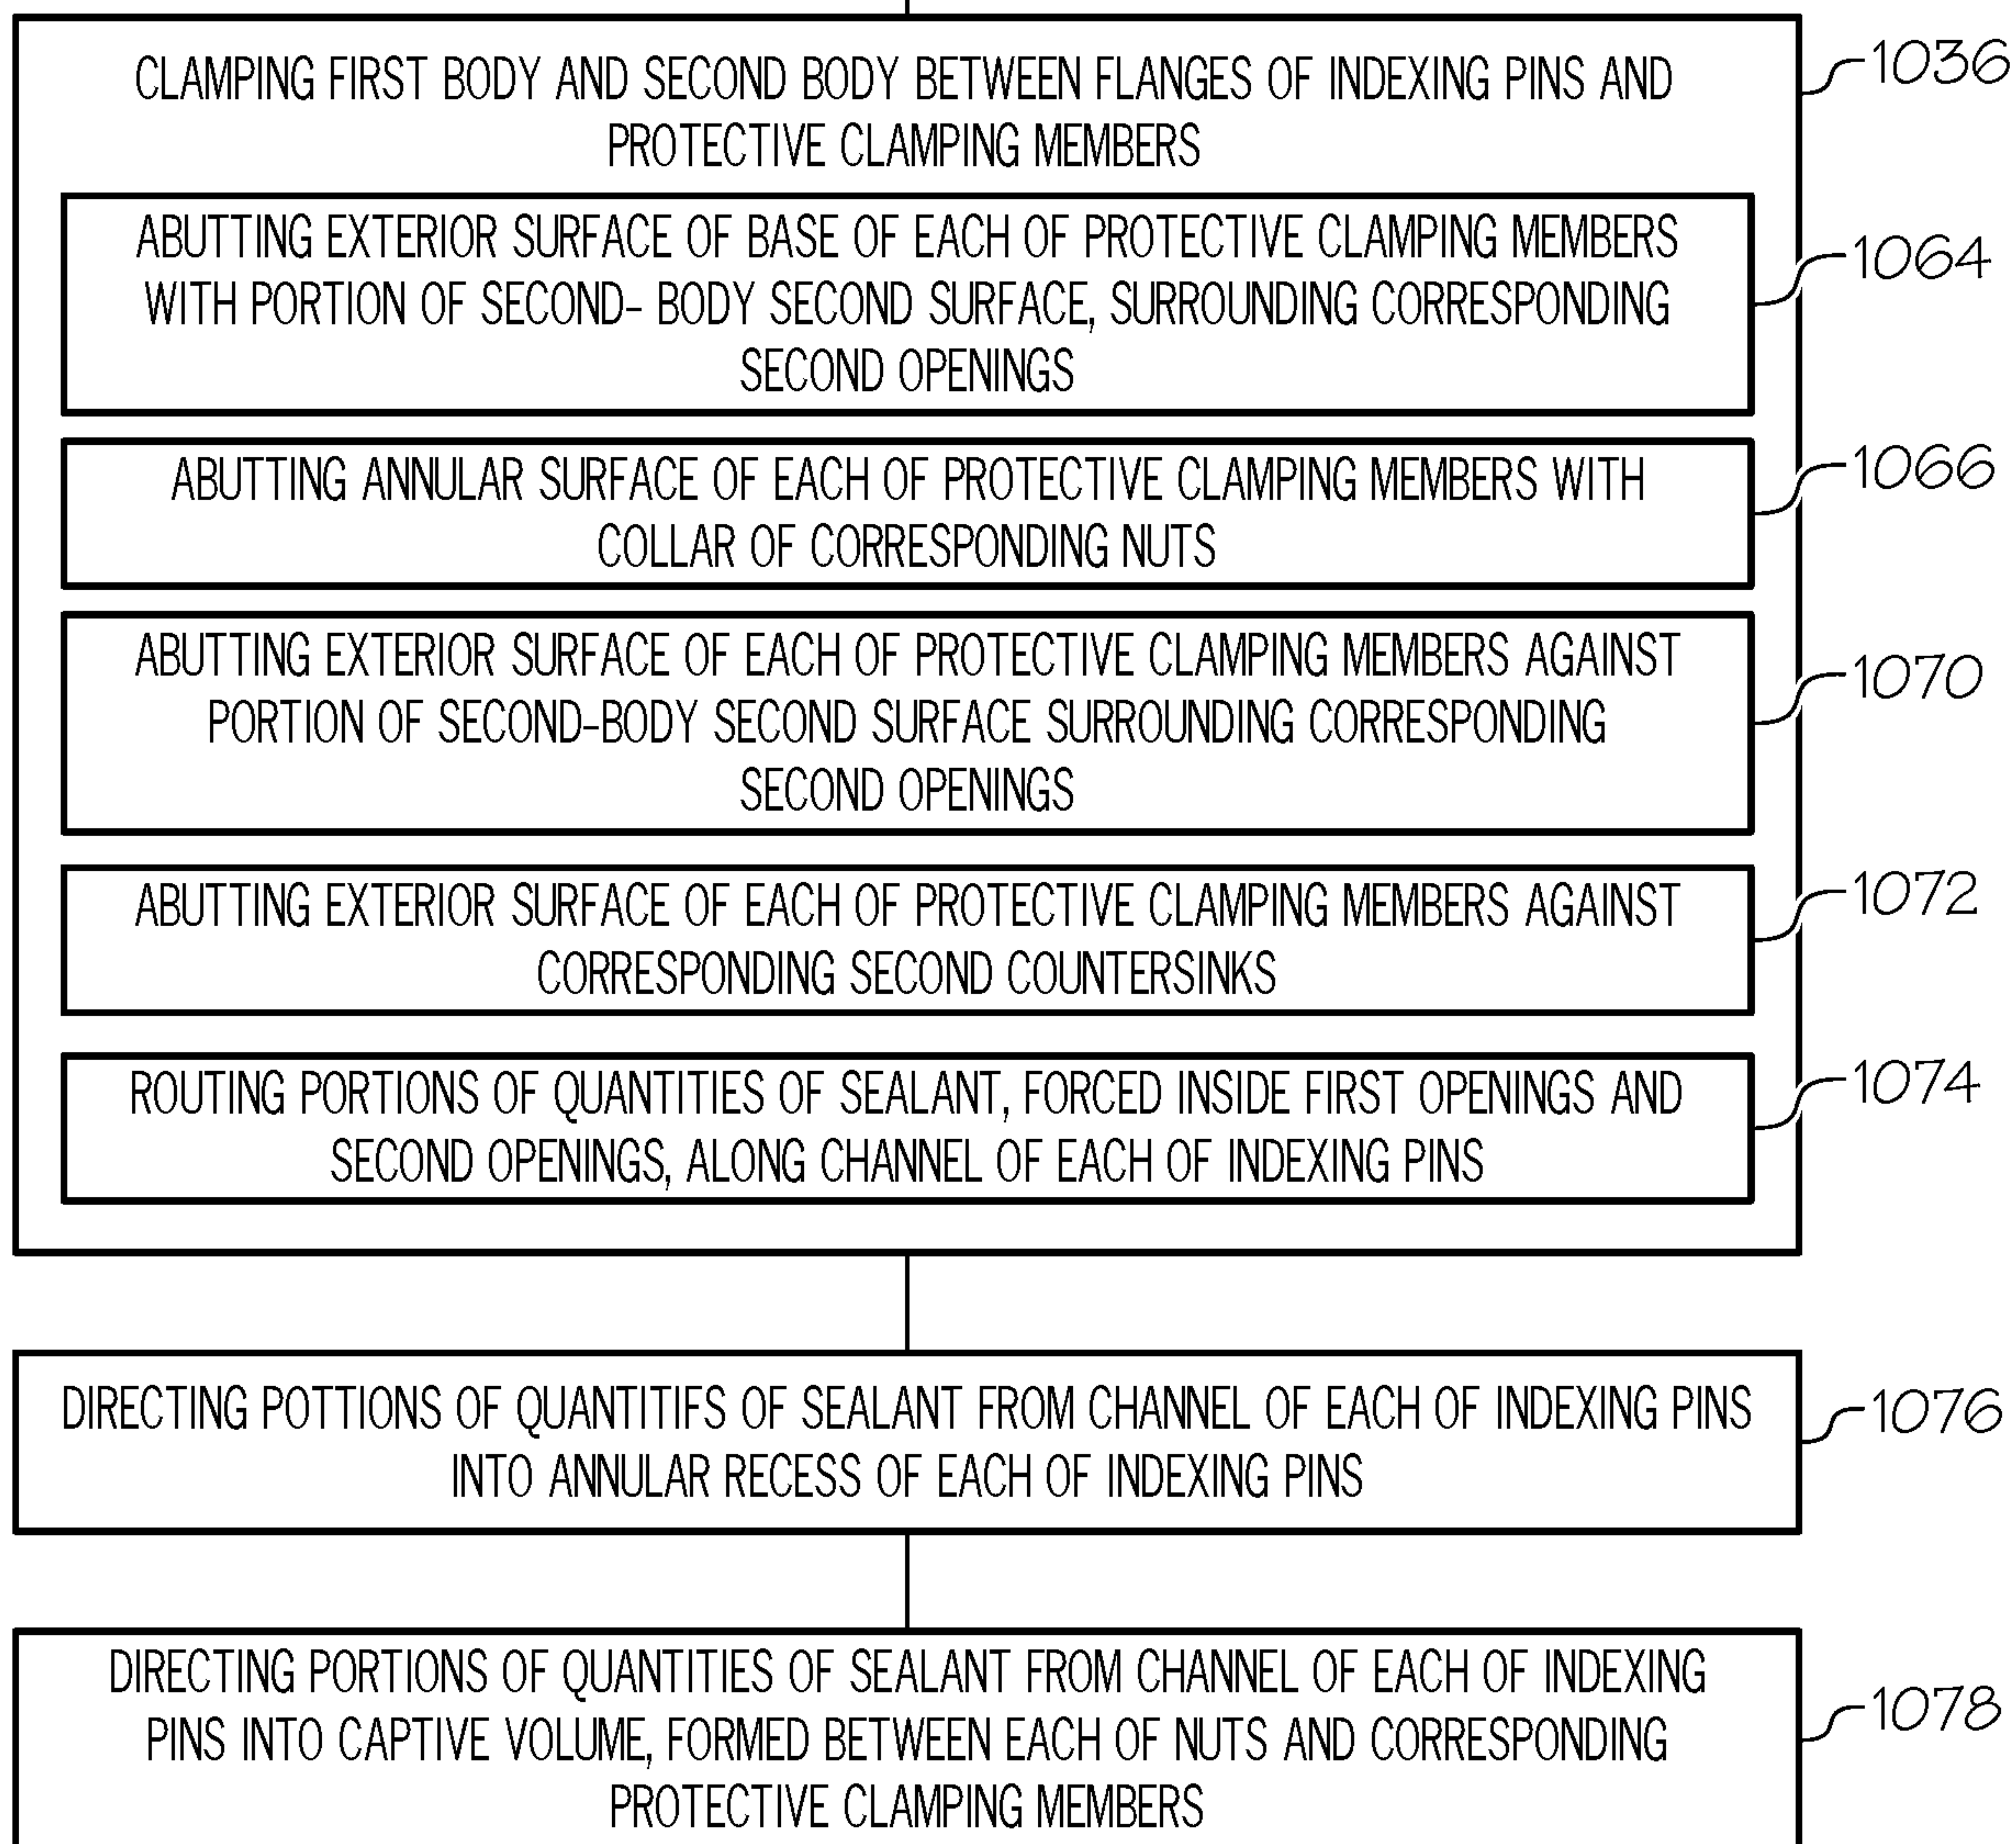 CLAMPING FIRST BODY AND SECOND BODY BETWEEN FLANGES OF INDEXING PINS AND
PROTECTIVE CLAMPING MEMBERS
1036
ABUTTING EXTERIOR SURFACE OF BASE OF EACH OF PROTECTIVE CLAMPING MEMBERS
WITH PORTION OF SECOND- BODY SECOND SURFACE, SURROUNDING CORRESPONDING
SECOND OPENINGS
1064
ABUTTING ANNULAR SURFACE OF EACH OF PROTECTIVE CLAMPING MEMBERS WITH
COLLAR OF CORRESPONDING NUTS
1066
ABUTTING EXTERIOR SURFACE OF EACH OF PROTECTIVE CLAMPING MEMBERS AGAINST
PORTION OF SECOND-BODY SECOND SURFACE SURROUNDING CORRESPONDING
SECOND OPENINGS
1070
ABUTTING EXTERIOR SURFACE OF EACH OF PROTECTIVE CLAMPING MEMBERS AGAINST
CORRESPONDING SECOND COUNTERSINKS
1072
ROUTING PORTIONS OF QUANTITIES OF SEALANT, FORCED INSIDE FIRST OPENINGS AND
SECOND OPENINGS, ALONG CHANNEL OF EACH OF INDEXING PINS
1074
DIRECTING POTTIONS OF QUANTITIFS OF SEALANT FROM CHANNEL OF EACH OF INDEXING PINS
INTO ANNULAR RECESS OF EACH OF INDEXING PINS
1076
DIRECTING PORTIONS OF QUANTITIES OF SEALANT FROM CHANNEL OF EACH OF INDEXING
PINS INTO CAPTIVE VOLUME, FORMED BETWEEN EACH OF NUTS AND CORRESPONDING
PROTECTIVE CLAMPING MEMBERS
1078